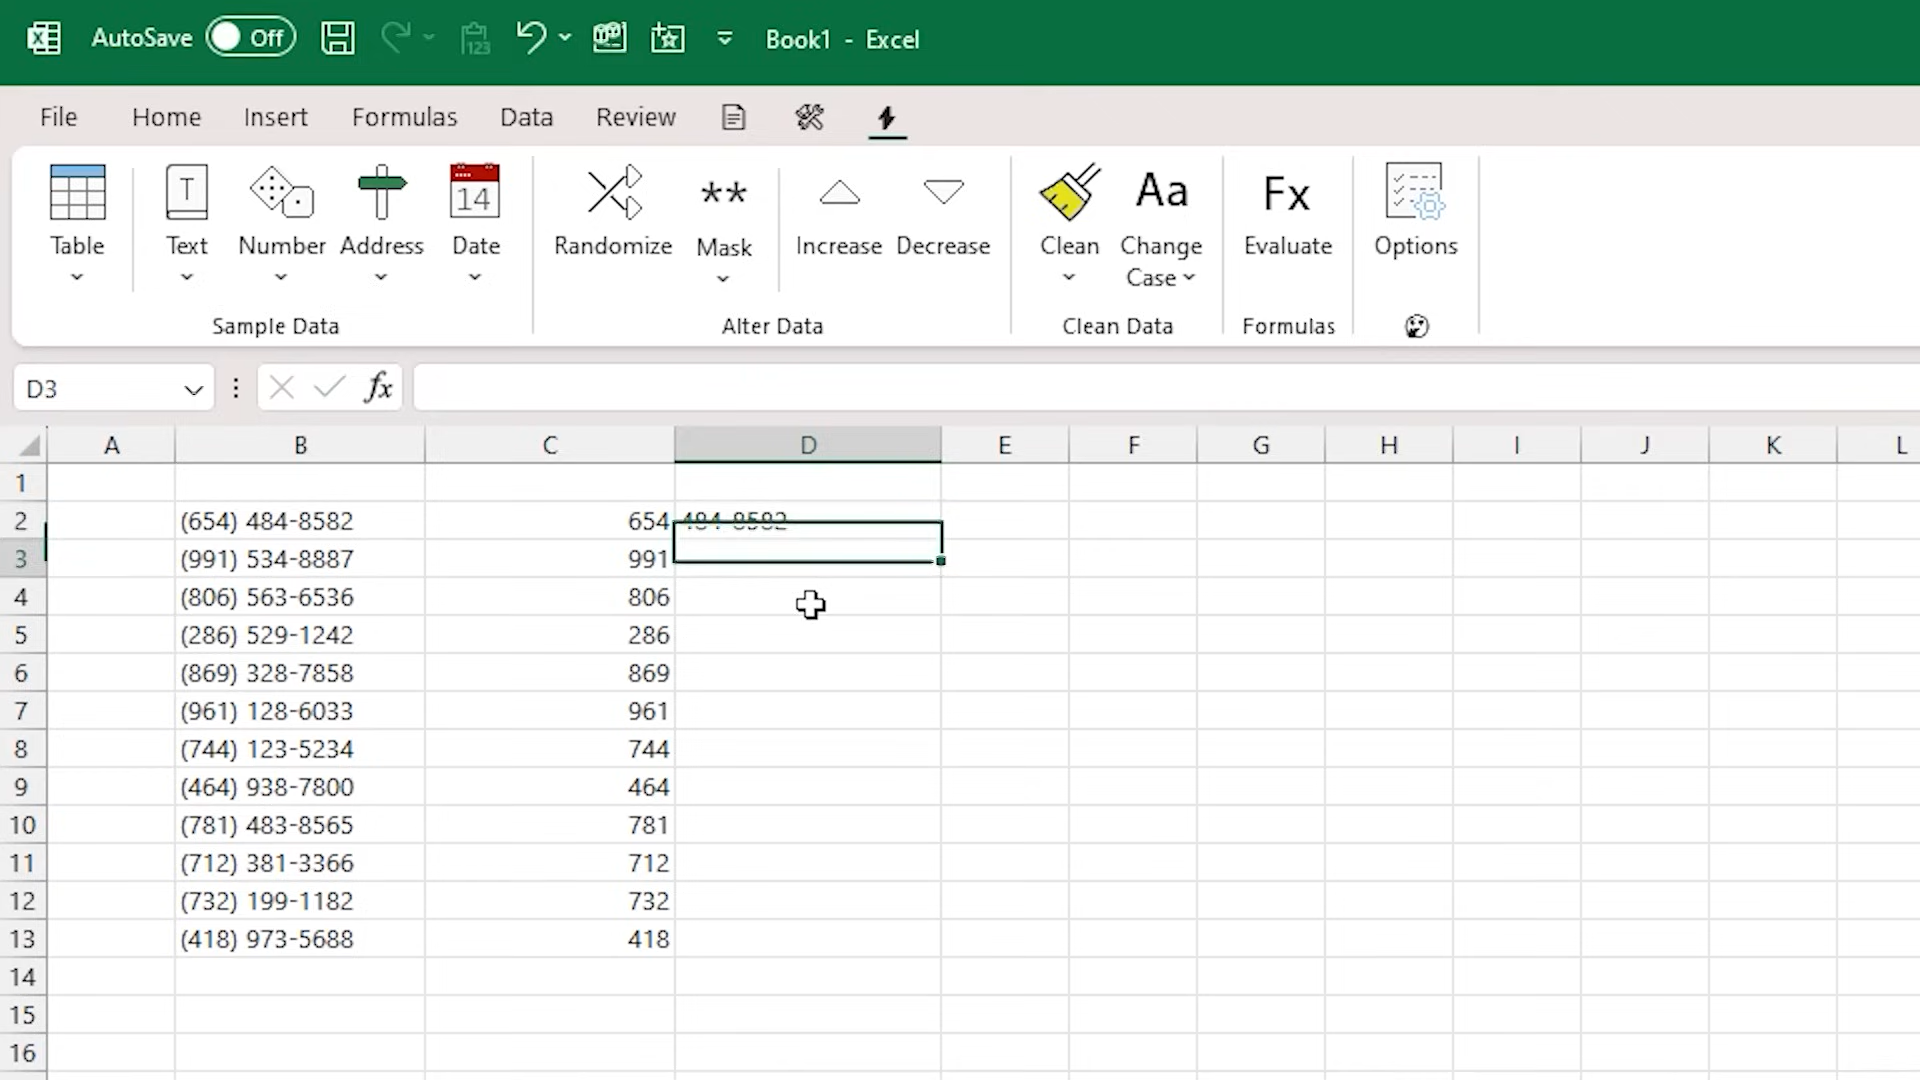 AutoSave Off 123 Book1 - Excel
File Home Insert Formulas Data Review
T 14 ** Aa Fx
Table Text Number Address Date Randomize Mask Increase Decrease Clean Change Case Evaluate Options
Sample Data Alter Data Clean Data Formulas
D3 fx
A B C D E F G H I J K L
1
2 (654) 484-8582 654 484-8582
3 (991) 534-8887 991
4 (806) 563-6536 806
5 (286) 529-1242 286
6 (869) 328-7858 869
7 (961) 128-6033 961
8 (744) 123-5234 744
9 (464) 938-7800 464
10 (781) 483-8565 781
11 (712) 381-3366 712
12 (732) 199-1182 732
13 (418) 973-5688 418
14
15
16